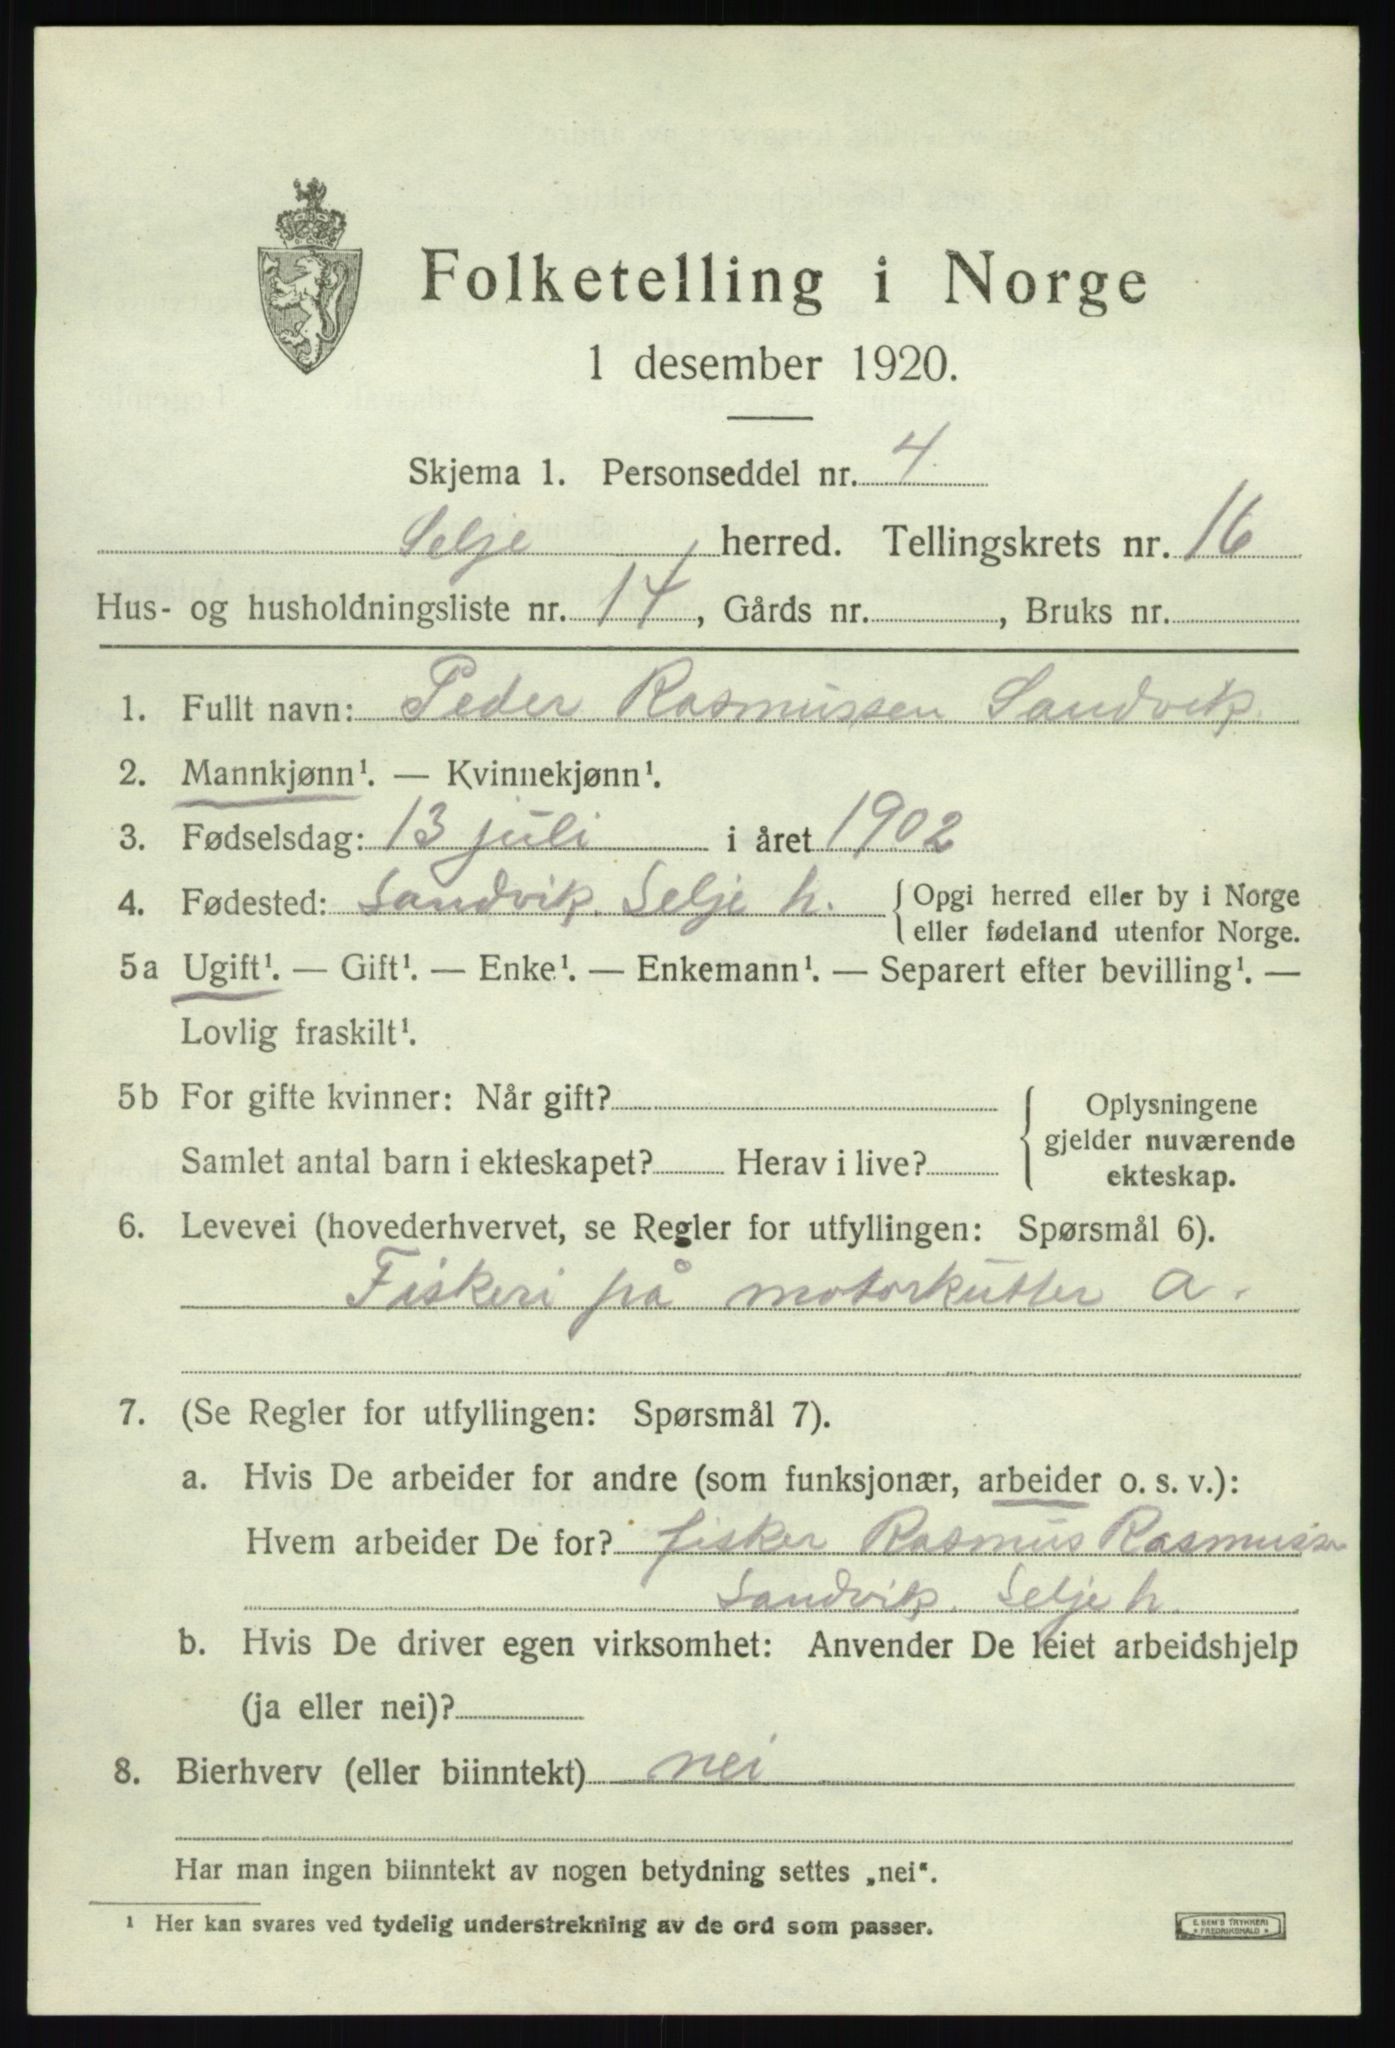 Folketelling i Norge
1 desember 1920.
Skjema 1. Personseddel nr. 4
Selje herred. Tellingskrets nr. 16
Hus- og husholdningsliste nr. 14, Gårds nr. , Bruks nr.
1. Fullt navn: Peder Rasmussen Sandvik
2. Mannkjønn¹. — Kvinnekjønn¹.
3. Fødselsdag: 13 juli i året 1902
4. Fødested: Sandvik. Selje h. { Opgi herred eller by i Norge
eller fødeland utenfor Norge.
5a Ugift¹. — Gift¹. — Enke¹. — Enkemann¹. — Separert efter bevilling¹. —
Lovlig fraskilt¹.
5b For gifte kvinner: Når gift?
Samlet antal barn i ekteskapet? Herav i live?
{ Oplysningene
gjelder nuværende
ekteskap.
6. Levevei (hovederhvervet, se Regler for utfyllingen: Spørsmål 6).
Fiskeri på motorkutter a.
7. (Se Regler for utfyllingen: Spørsmål 7).
a. Hvis De arbeider for andre (som funksjonær, arbeider o. s. v.):
Hvem arbeider De for? fisker Rasmus Rasmussen
Sandvik. Selje h.
b. Hvis De driver egen virksomhet: Anvender De leiet arbeidshjelp
(ja eller nei)?
8. Bierhverv (eller biinntekt) nei
Har man ingen biinntekt av nogen betydning settes „nei“.
¹ Her kan svares ved tydelig understrekning av de ord som passer.
E. SEM'S TRYKKERI
* FREDRIKSHALD *